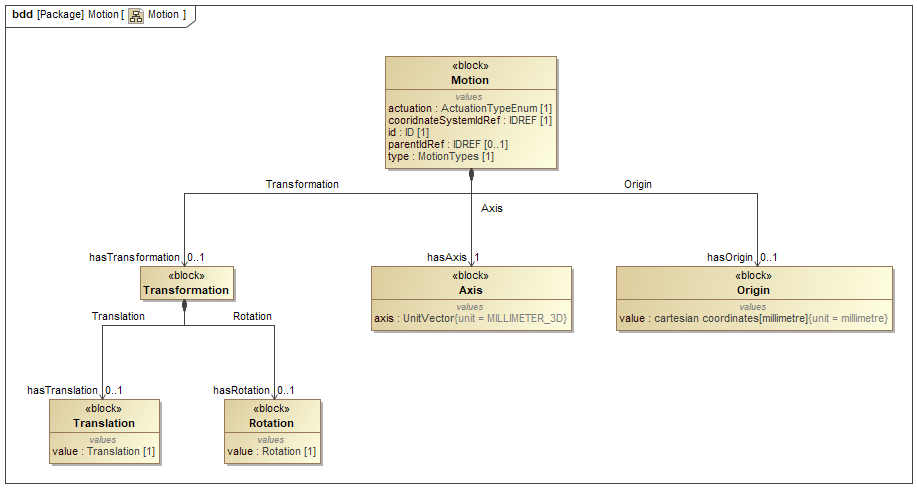 bdd [Package] Motion [ Motion ]
«block»
Motion
values
actuation : ActuationTypeEnum [1]
cooridnateSystemIdRef : IDREF [1]
id : ID [1]
parentIdRef : IDREF [0..1]
type : MotionTypes [1]
Transformation
Axis
Origin
hasTransformation 0..1
hasAxis 1
hasOrigin 0..1
«block»
Transformation
«block»
Axis
values
axis : UnitVector{unit = MILLIMETER_3D}
«block»
Origin
values
value : cartesian coordinates[millimetre]{unit = millimetre}
Translation
Rotation
hasTranslation 0..1
hasRotation 0..1
«block»
Translation
values
value : Translation [1]
«block»
Rotation
values
value : Rotation [1]